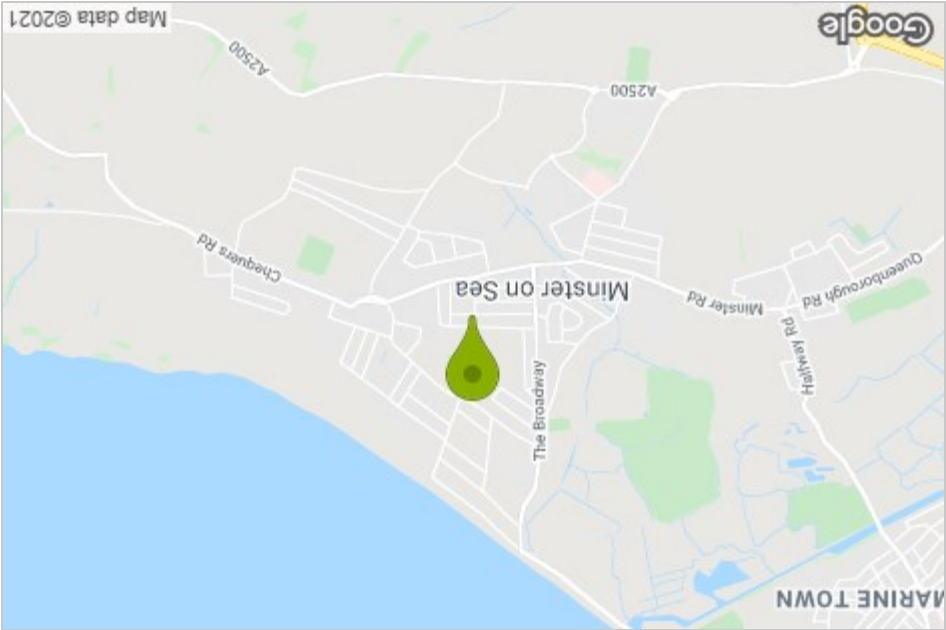 MARINE TOWN
The Broadway
Halfway Rd
Minster Rd
Queenborough Rd
Minster on Sea
Chequers Rd
A2500
A2500
Google
Map data ©2021